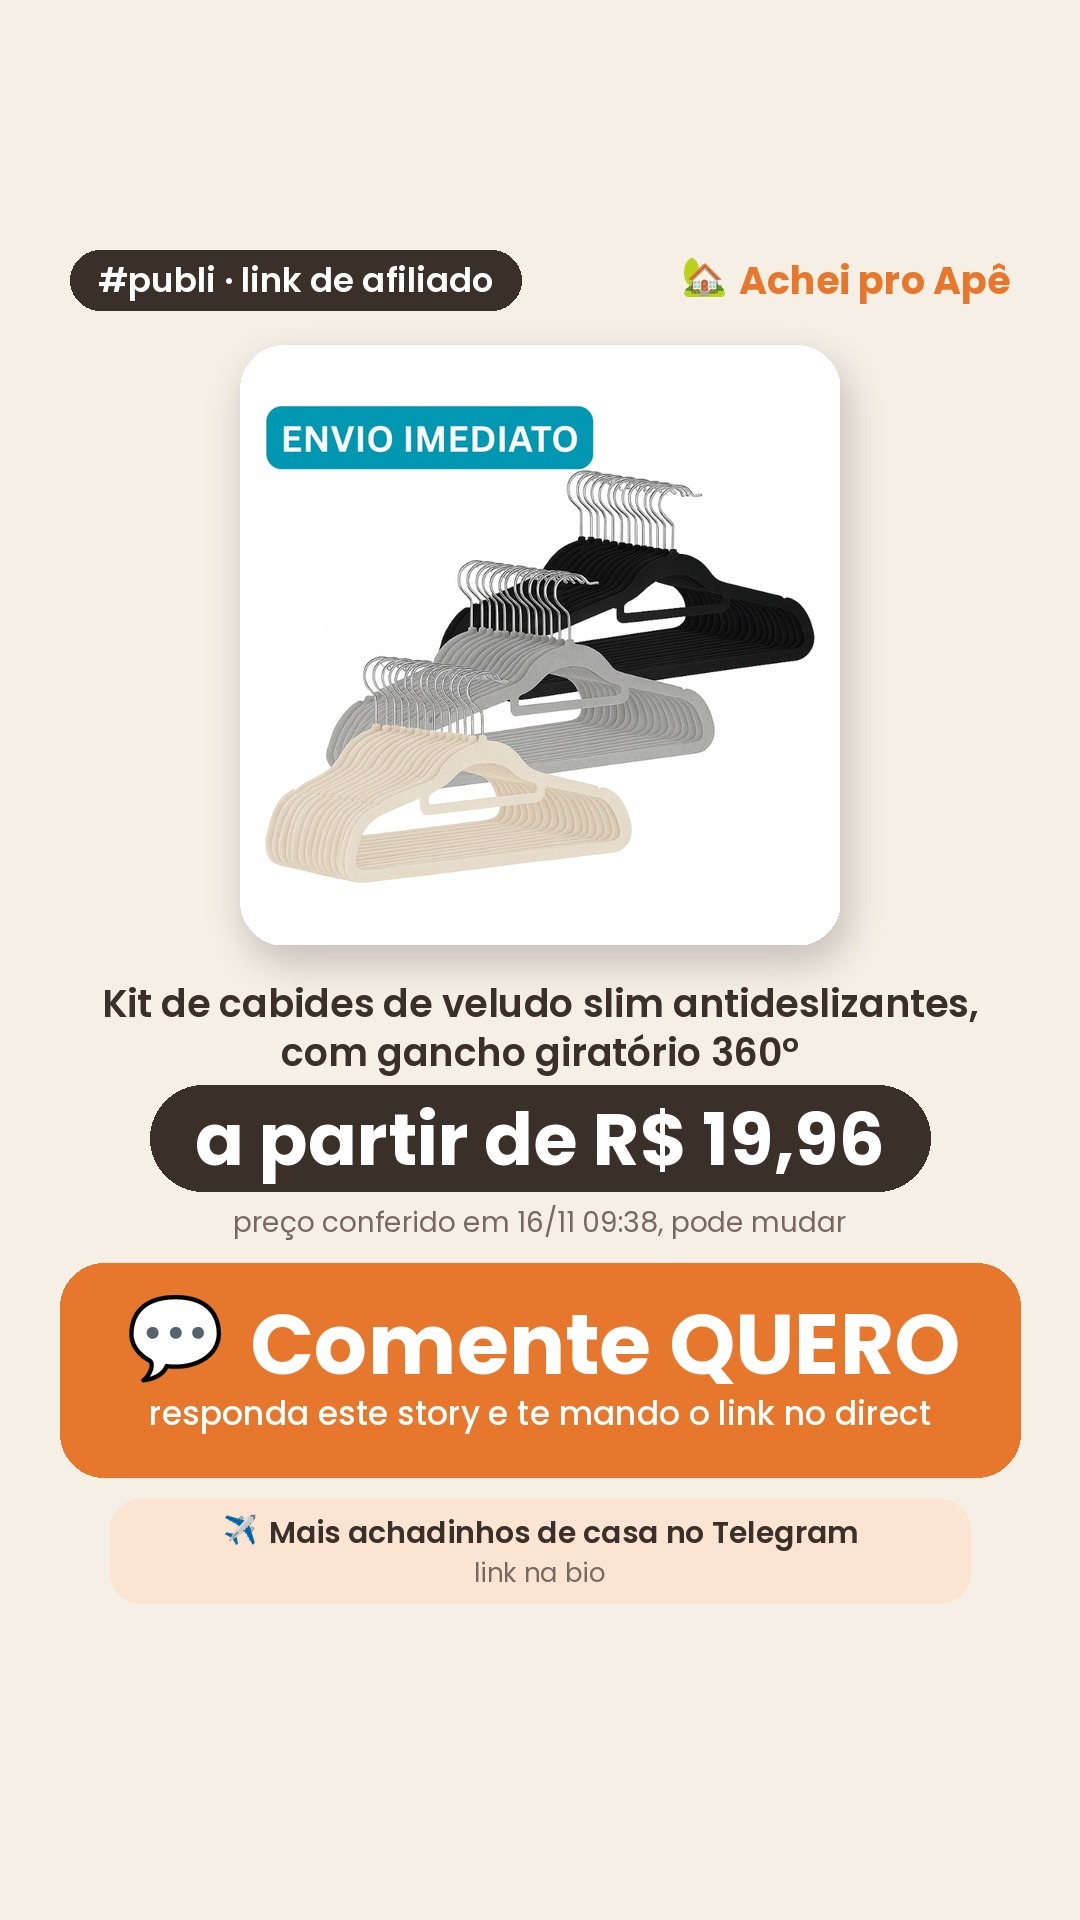 #publi · link de afiliado
🏡 Achei pro Apê
ENVIO IMEDIATO
Kit de cabides de veludo slim antideslizantes,
com gancho giratório 360°
a partir de R$ 19,96
preço conferido em 16/11 09:38, pode mudar
💬 Comente QUERO
responda este story e te mando o link no direct
✈️ Mais achadinhos de casa no Telegram
link na bio